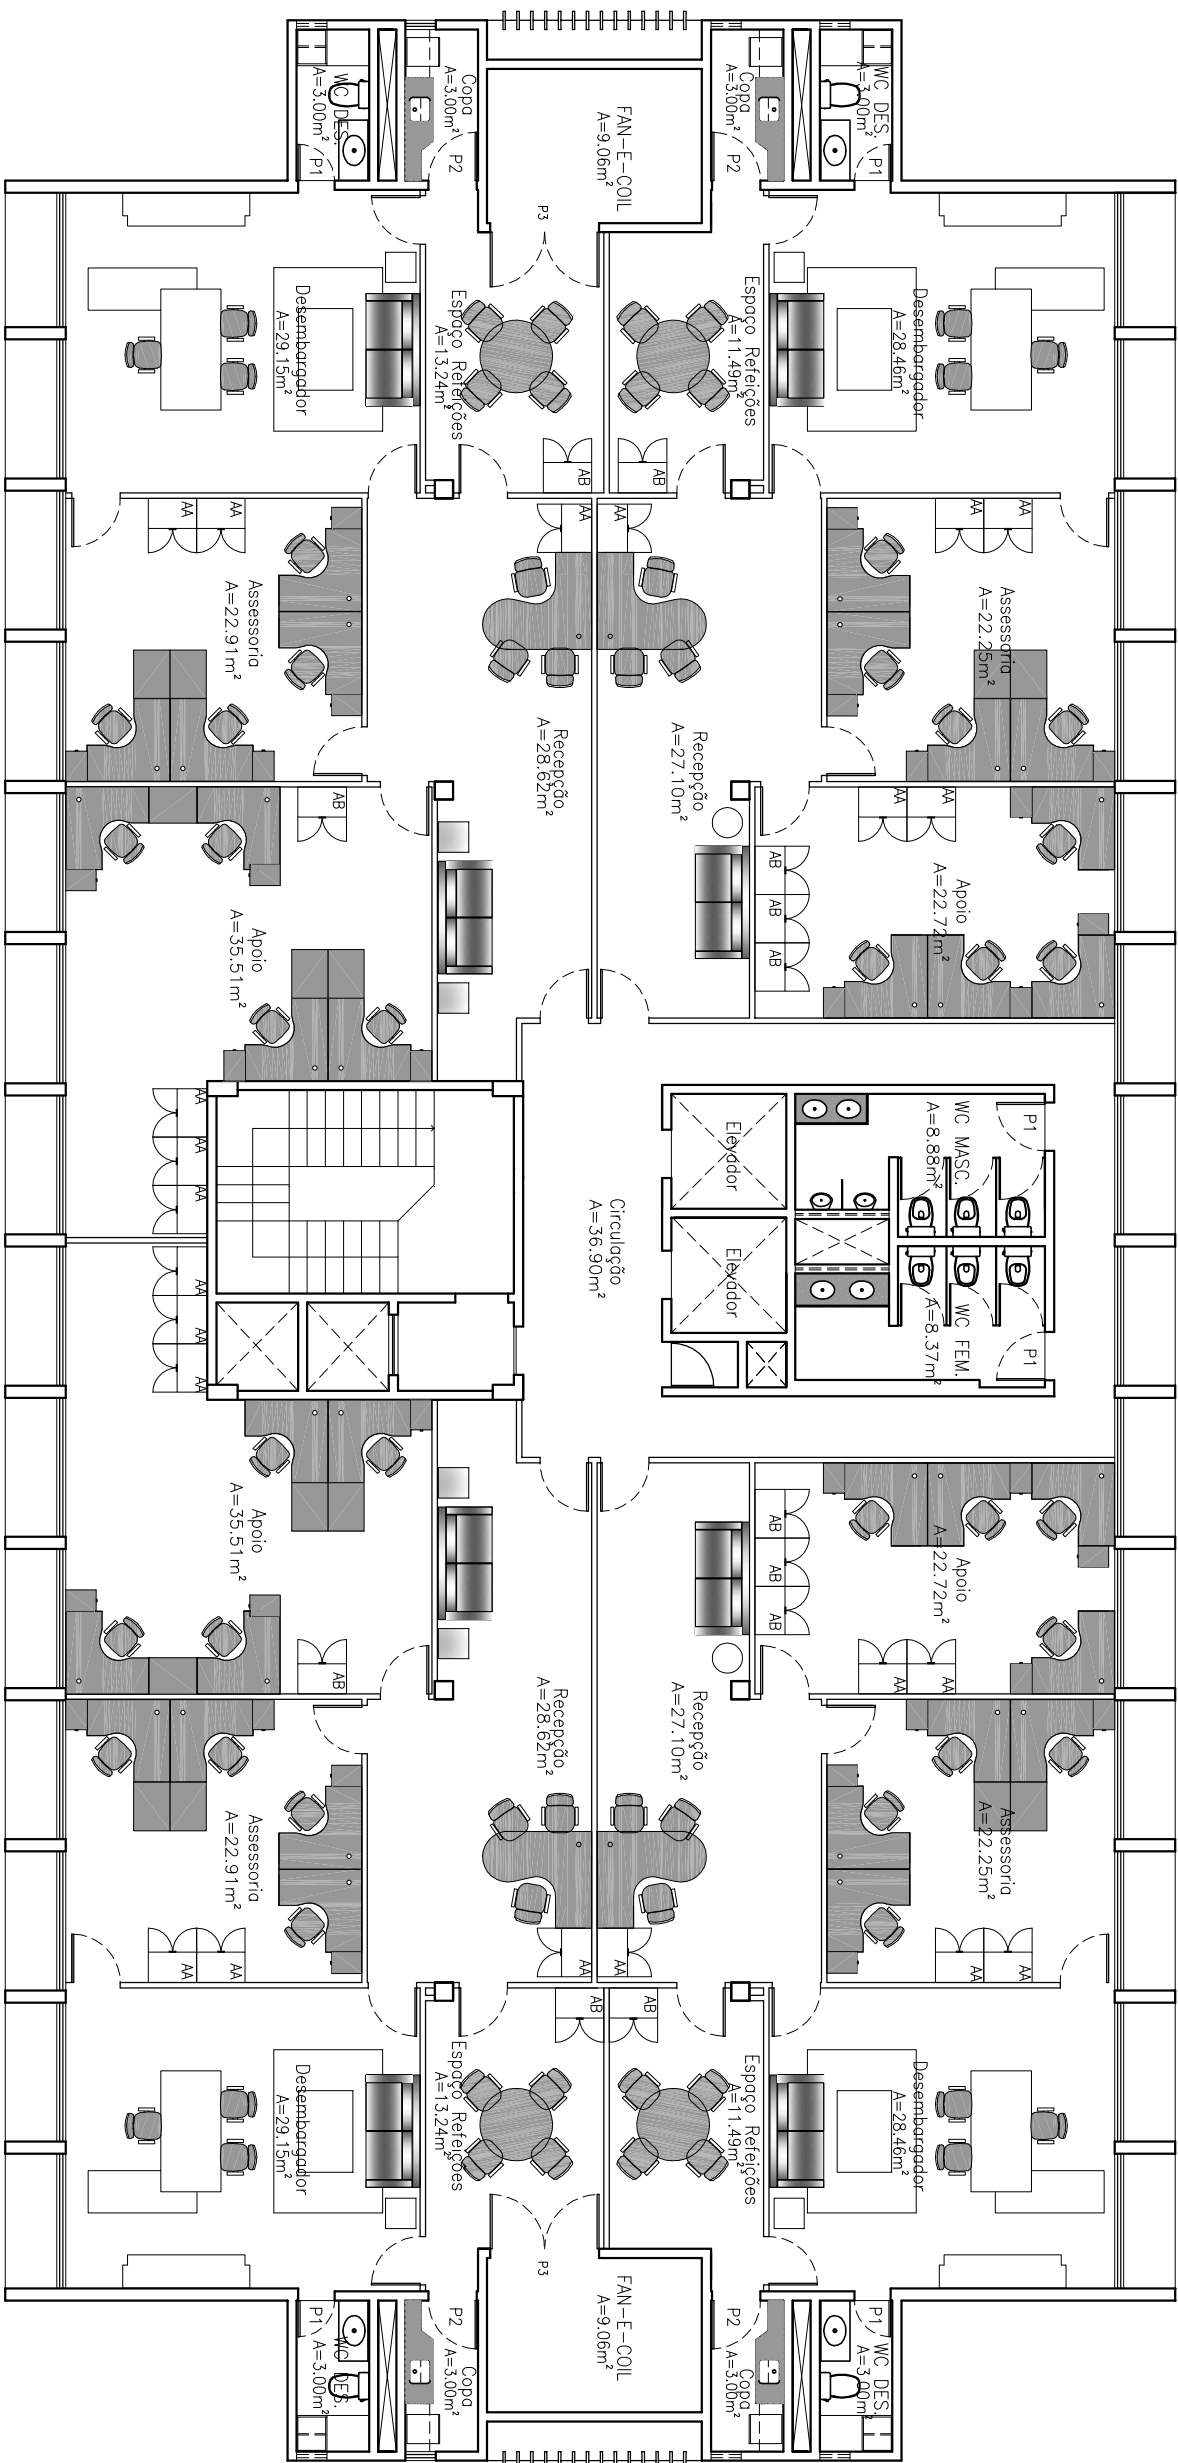 WC DES.
A=3.00m²
P1
Copa
A=3.00m²
P2
FAN-E-COIL
A=9.06m²
P3
Copa
A=3.00m²
P2
WC DES.
A=3.00m²
P1
Desembargador
A=29.15m²
Espaço Refeições
A=13.24m²
Espaço Refeições
A=11.49m²
Desembargador
A=28.46m²
AB
AB
AA
AA
AA
AA
AA
AA
Assessoria
A=22.91m²
Assessoria
A=22.25m²
Recepção
A=28.62m²
Recepção
A=27.10m²
AB
AA
AA
AB
AB
AB
Apoio
A=35.51m²
Apoio
A=22.72m²
AA
AA
AA
Elevador
WC MASC.
A=8.88m²
P1
Circulação
A=36.90m²
Elevador
WC FEM.
A=8.37m²
P1
AA
AA
AA
Apoio
A=35.51m²
Apoio
A=22.72m²
AB
AB
AB
AB
AA
AA
Recepção
A=28.62m²
Recepção
A=27.10m²
Assessoria
A=22.91m²
Assessoria
A=22.25m²
AA
AA
AA
AA
AA
AA
AB
AB
Desembargador
A=29.15m²
Espaço Refeições
A=13.24m²
Espaço Refeições
A=11.49m²
Desembargador
A=28.46m²
P3
FAN-E-COIL
A=9.06m²
P1
WC DES.
A=3.00m²
P2
Copa
A=3.00m²
P2
Copa
A=3.00m²
P1
WC DES.
A=3.00m²